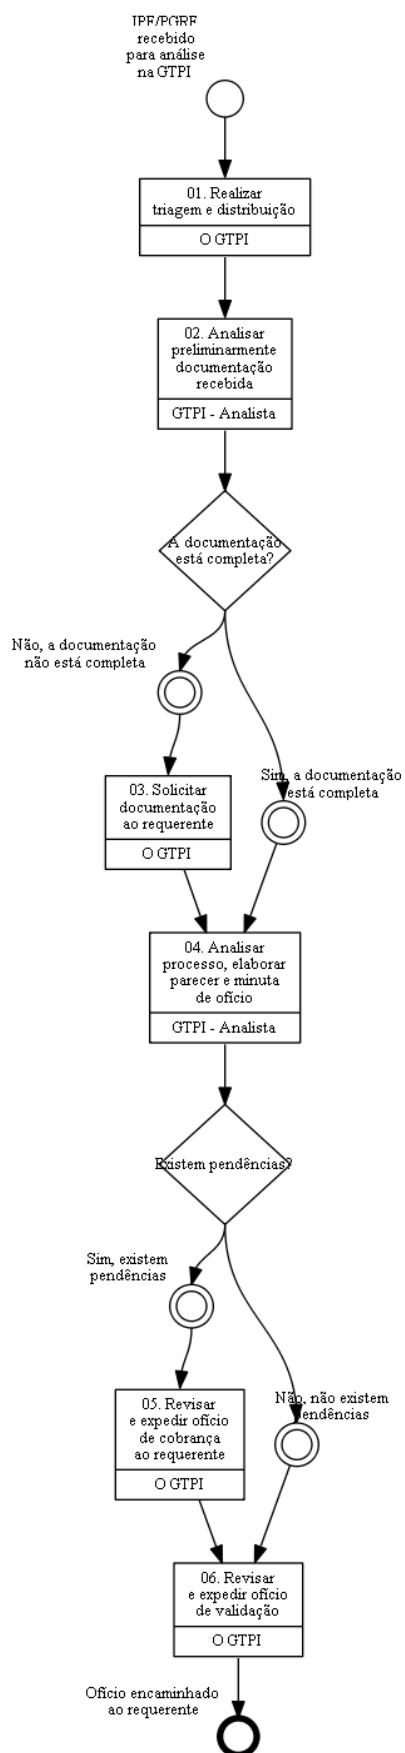 IPF/PGRF
recebido
para análise
na GTPI
01. Realizar
triagem e distribuição
O GTPI
02. Analisar
preliminarmente
documentação
recebida
GTPI - Analista
A documentação
está completa?
Não, a documentação
não está completa
Sim, a documentação
está completa
03. Solicitar
documentação
ao requerente
O GTPI
04. Analisar
processo, elaborar
parecer e minuta
de ofício
GTPI - Analista
Existem pendências?
Sim, existem
pendências
Não, não existem
pendências
05. Revisar
e expedir ofício
de cobrança
ao requerente
O GTPI
06. Revisar
e expedir ofício
de validação
O GTPI
Ofício encaminhado
ao requerente